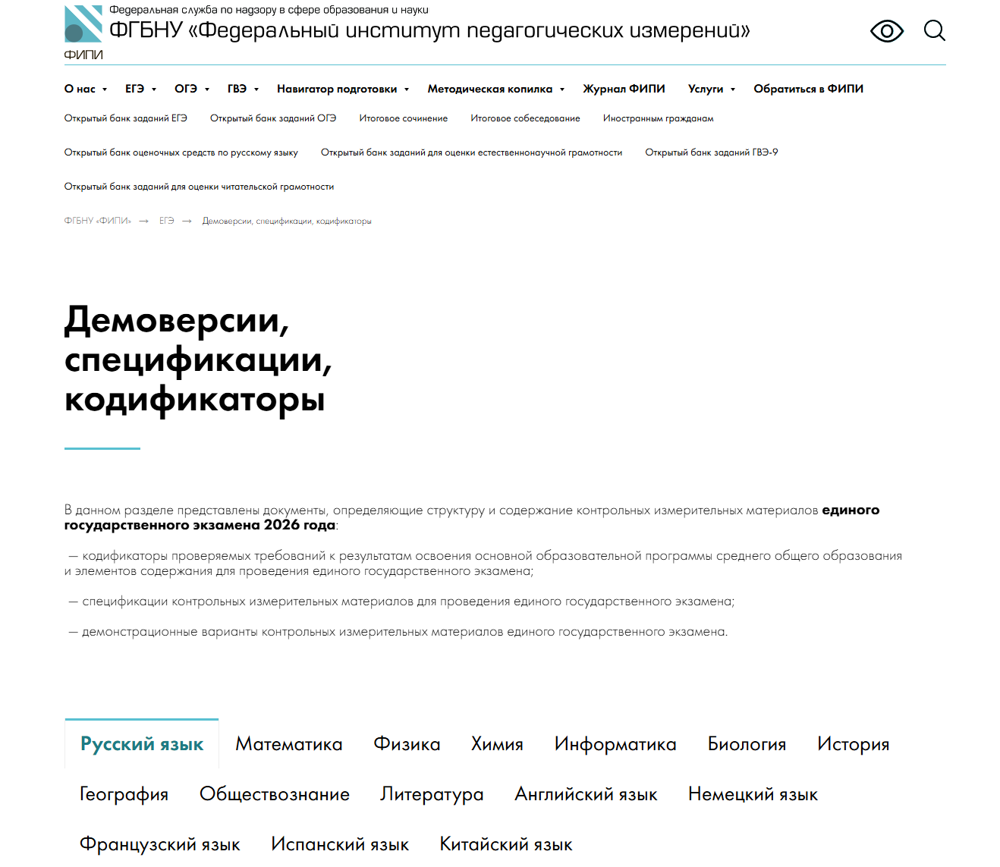 Федеральная служба по надзору в сфере образования и науки
ФГБНУ «Федеральный институт педагогических измерений»
ФИПИ
О нас ЕГЭ ОГЭ ГВЭ Навигатор подготовки Методическая копилка Журнал ФИПИ Услуги Обратиться в ФИПИ
Открытый банк заданий ЕГЭ Открытый банк заданий ОГЭ Итоговое сочинение Итоговое собеседование Иностранным гражданам
Открытый банк оценочных средств по русскому языку Открытый банк заданий для оценки естественнонаучной грамотности Открытый банк заданий ГВЭ-9
Открытый банк заданий для оценки читательской грамотности
ФГБНУ «ФИПИ» → ЕГЭ → Демоверсии, спецификации, кодификаторы
Демоверсии,
спецификации,
кодификаторы
В данном разделе представлены документы, определяющие структуру и содержание контрольных измерительных материалов единого
государственного экзамена 2026 года:
— кодификаторы проверяемых требований к результатам освоения основной образовательной программы среднего общего образования
и элементов содержания для проведения единого государственного экзамена;
— спецификации контрольных измерительных материалов для проведения единого государственного экзамена;
— демонстрационные варианты контрольных измерительных материалов единого государственного экзамена.
Русский язык Математика Физика Химия Информатика Биология История
География Обществознание Литература Английский язык Немецкий язык
Французский язык Испанский язык Китайский язык